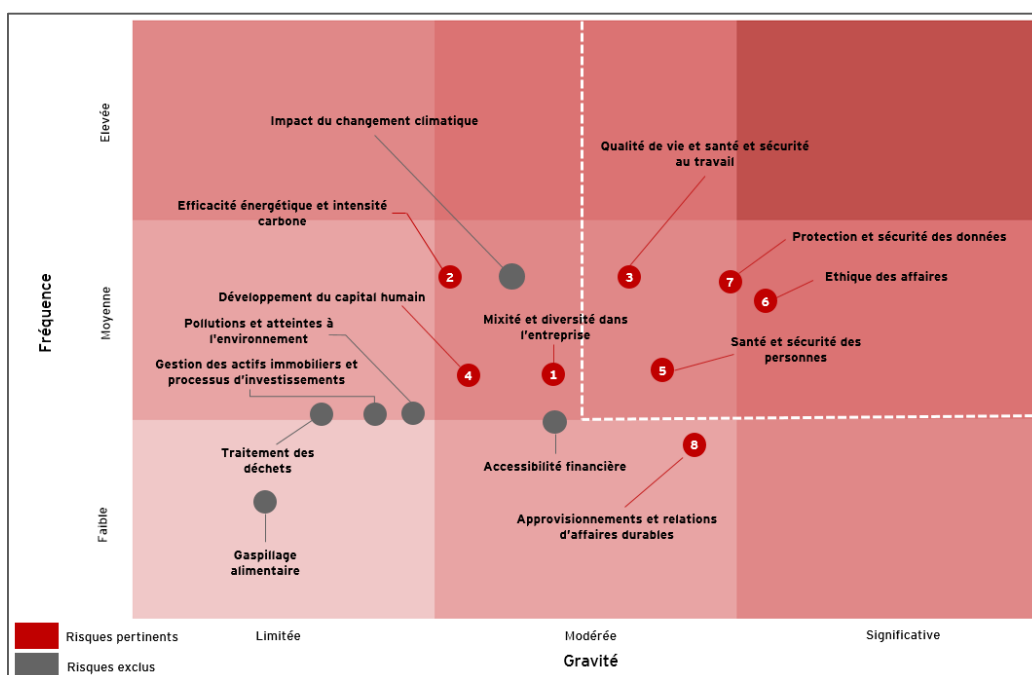 Elevée
Impact du changement climatique
Qualité de vie et santé et sécurité
au travail
Efficacité énergétique et intensité
carbone
Protection et sécurité des données
Fréquence
Moyenne
2
3
7
Ethique des affaires
6
Développement du capital humain
Mixité et diversité dans
l'entreprise
Pollutions et atteintes à
l'environnement
Santé et sécurité des
personnes
Gestion des actifs immobiliers et
processus d'investissements
4
1
5
Traitement des
déchets
Accessibilité financière
8
Faible
Approvisionnements et relations
d'affaires durables
Gaspillage
alimentaire
Limitée
Modérée
Significative
Gravité
Risques pertinents
Risques exclus